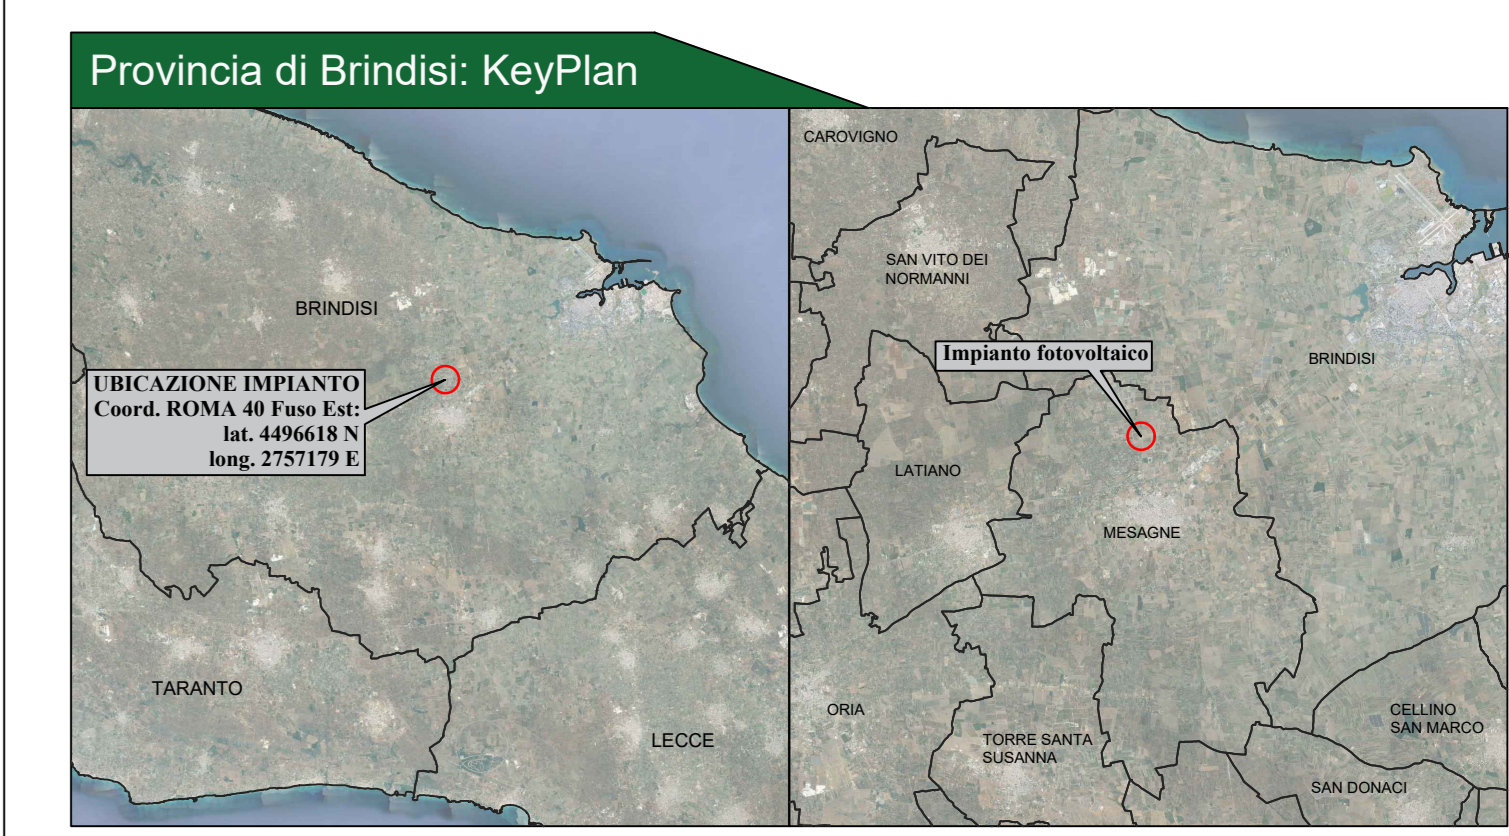 Provincia di Brindisi: KeyPlan
BRINDISI
UBICAZIONE IMPIANTO
Coord. ROMA 40 Fuso Est:
lat. 4496618 N
long. 2757179 E
TARANTO
LECCE
CAROVIGNO
SAN VITO DEI
NORMANNI
Impianto fotovoltaico
BRINDISI
LATIANO
MESAGNE
ORIA
TORRE SANTA
SUSANNA
CELLINO
SAN MARCO
SAN DONACI